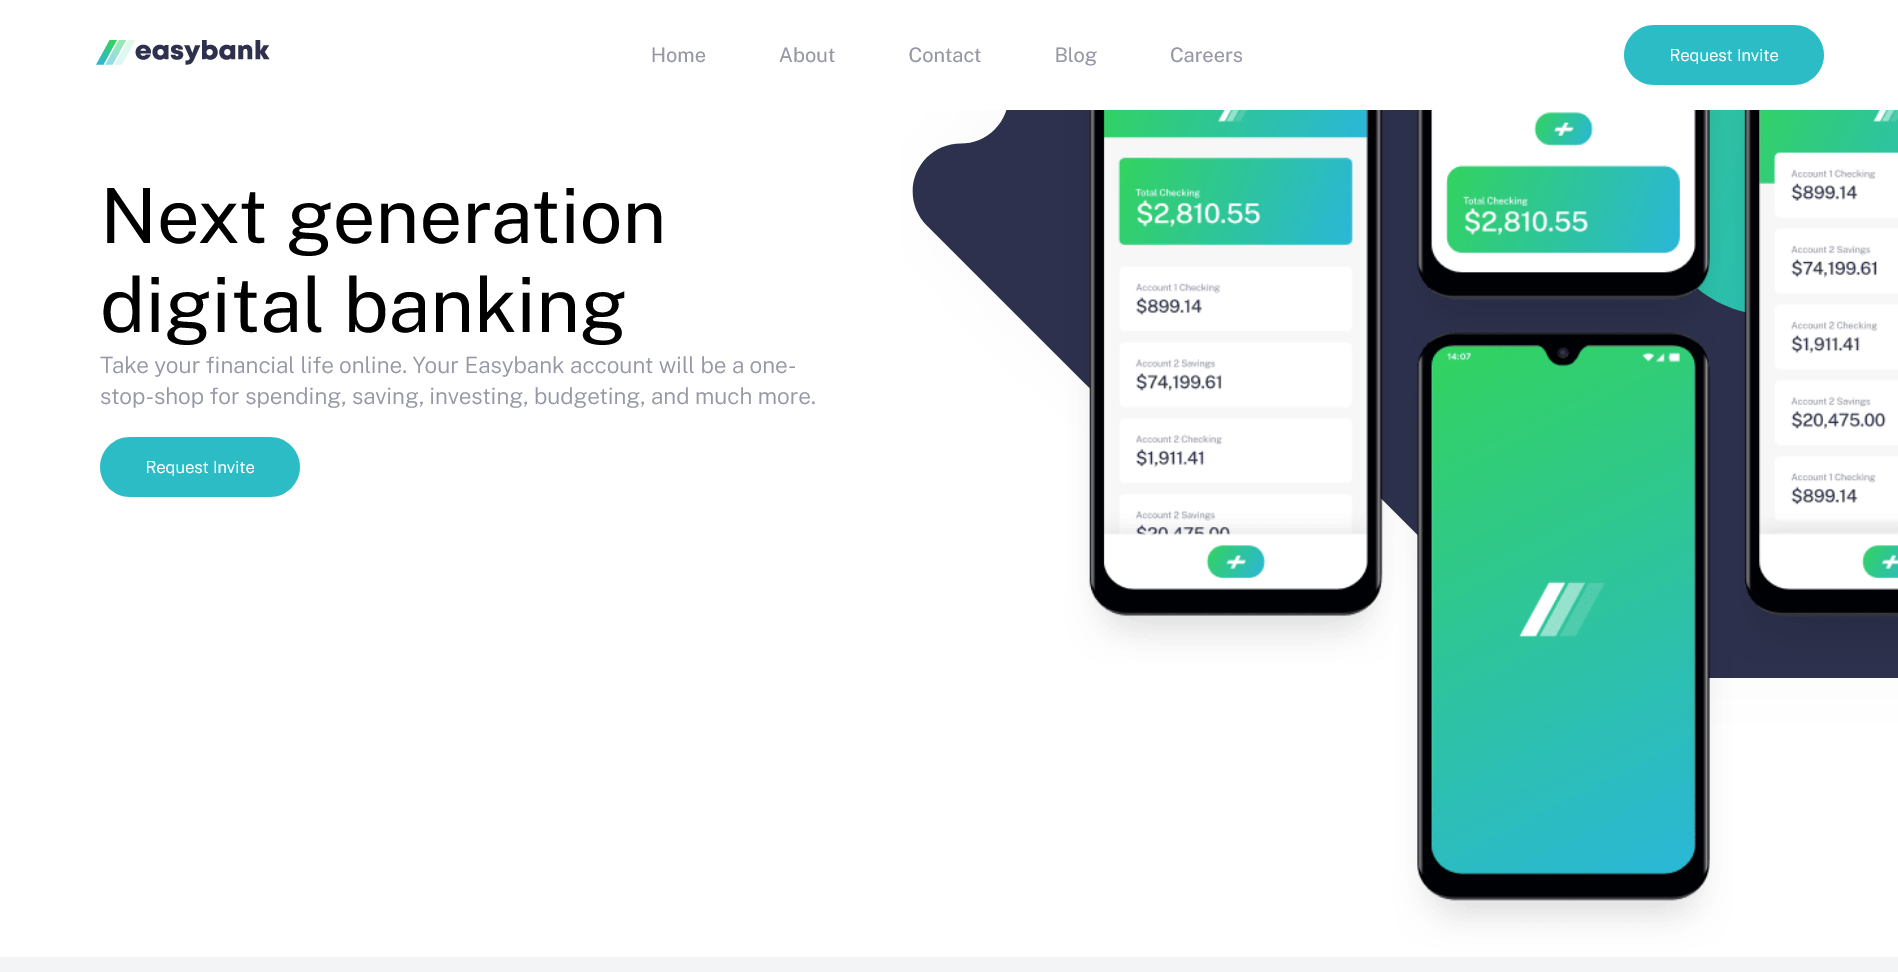 easybank
Home
About
Contact
Blog
Careers
Request Invite
Next generation
digital banking
Take your financial life online. Your Easybank account will be a one-
stop-shop for spending, saving, investing, budgeting, and much more.
Request Invite
Total Checking
$2,810.55
Account 1 Checking
$899.14
Account 2 Savings
$74,199.61
Account 2 Checking
$1,911.41
Account 2 Savings
$20,475.00
Total Checking
$2,810.55
14:07
Account 1 Checking
$899.14
Account 2 Savings
$74,199.61
Account 2 Checking
$1,911.41
Account 2 Savings
$20,475.00
Account 1 Checking
$899.14